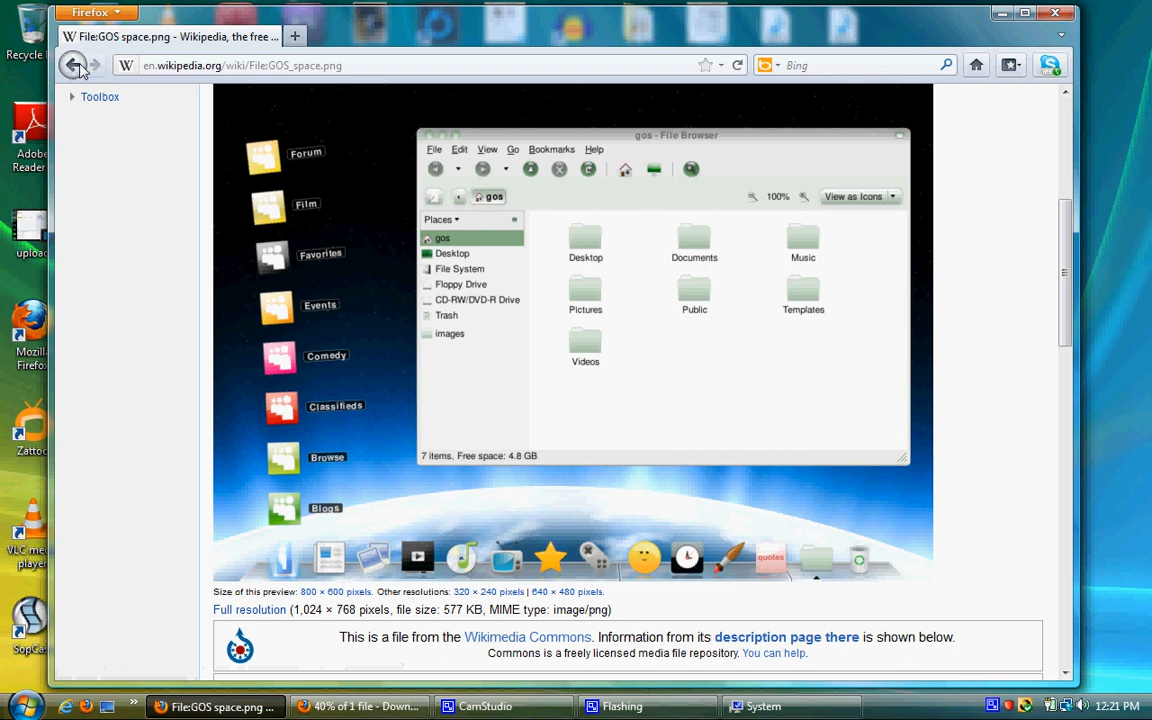 Firefox
File:GOS space.png - Wikipedia, the free ...
en.wikipedia.org/wiki/File:GOS_space.png
Bing
Recycle
Adobe
Reader
uploa
Mozill
Firefox
Zattoo
VLC me
player
SopCa
Toolbox
Forum
Film
Favorites
Events
Comedy
Classifieds
Browse
Blogs
gos - File Browser
File Edit View Go Bookmarks Help
gos
100%
View as Icons
Places
gos
Desktop
File System
Floppy Drive
CD-RW/DVD-R Drive
Trash
images
Desktop Documents Music
Pictures Public Templates
Videos
7 items, Free space: 4.8 GB
quotes
Size of this preview: 800 × 600 pixels. Other resolutions: 320 × 240 pixels | 640 × 480 pixels.
Full resolution (1,024 × 768 pixels, file size: 577 KB, MIME type: image/png)
This is a file from the Wikimedia Commons. Information from its description page there is shown below.
Commons is a freely licensed media file repository. You can help.
File:GOS space.png ...
40% of 1 file - Down...
CamStudio
Flashing
System
12:21 PM